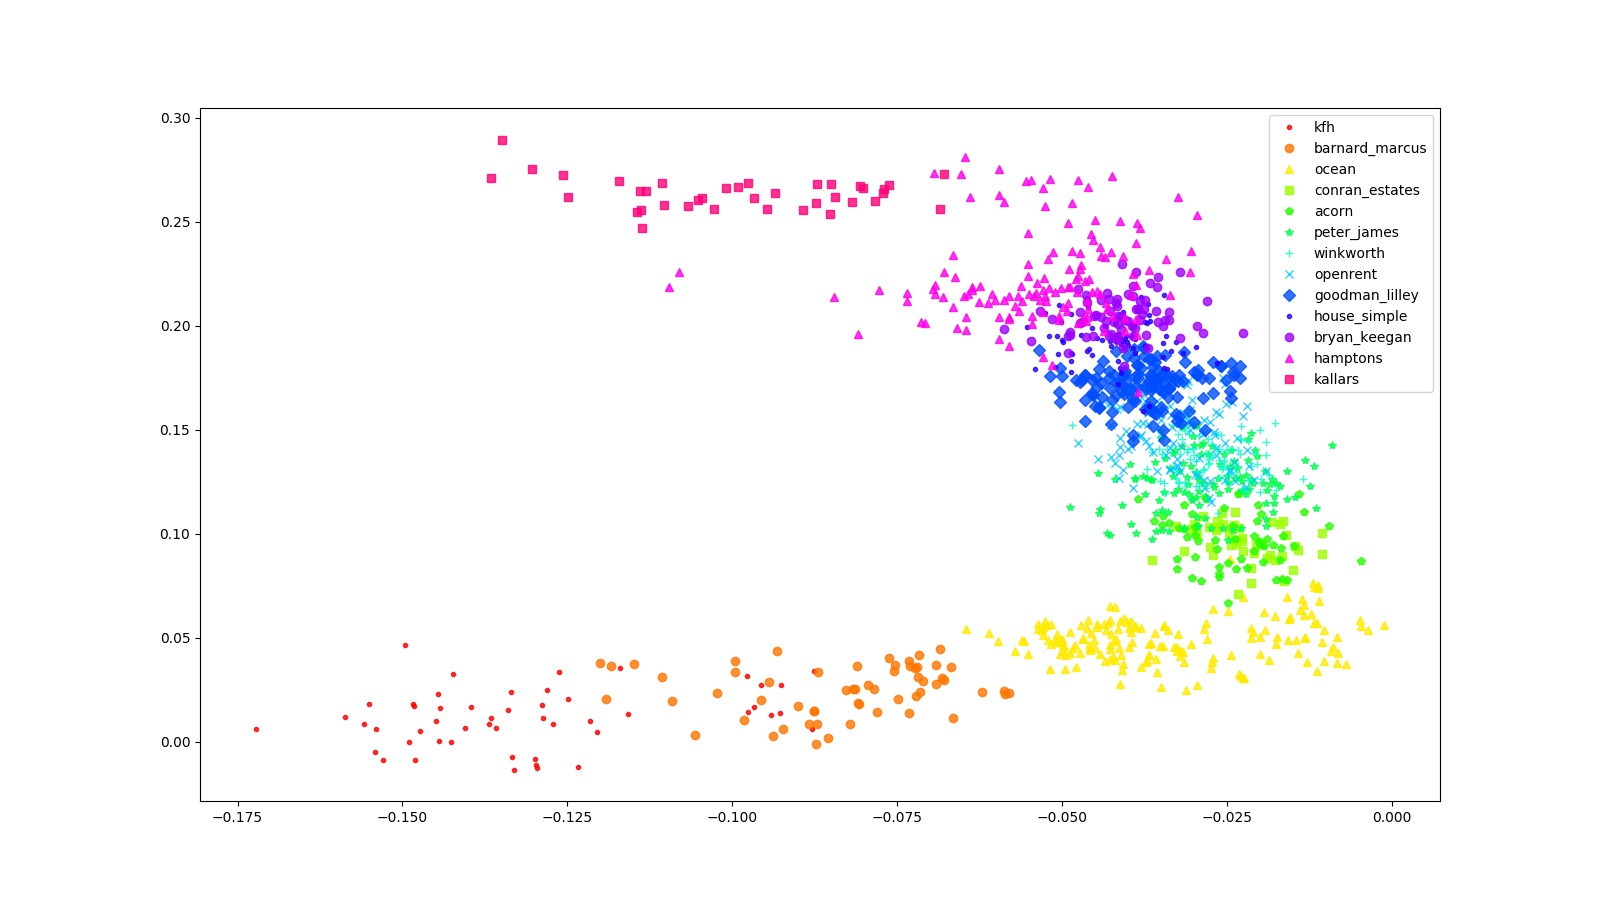 0.30
0.25
0.20
0.15
0.10
0.05
0.00
−0.175
−0.150
−0.125
−0.100
−0.075
−0.050
−0.025
0.000
kfh
barnard_marcus
ocean
conran_estates
acorn
peter_james
winkworth
openrent
goodman_lilley
house_simple
bryan_keegan
hamptons
kallars